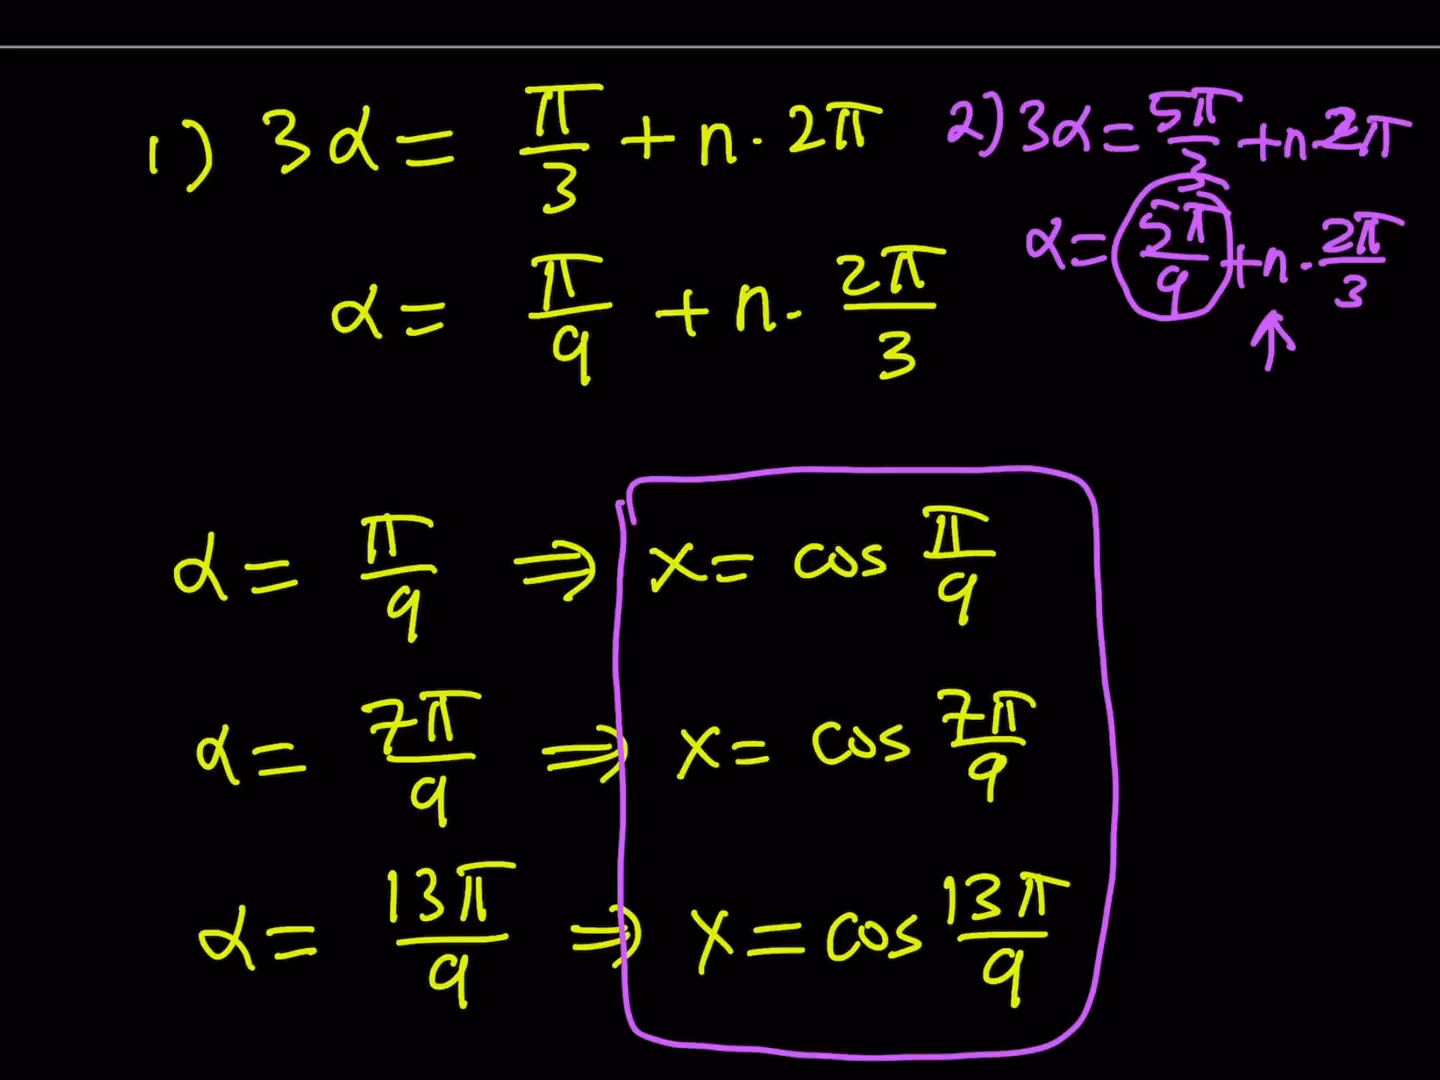 1) 3α = π/3 + n · 2π
α = π/9 + n · 2π/3
2) 3α = 5π/3 + n 2π
α = 5π/9 + n · 2π/3
α = π/9 ⇒ x = cos π/9
α = 7π/9 ⇒ x = cos 7π/9
α = 13π/9 ⇒ x = cos 13π/9